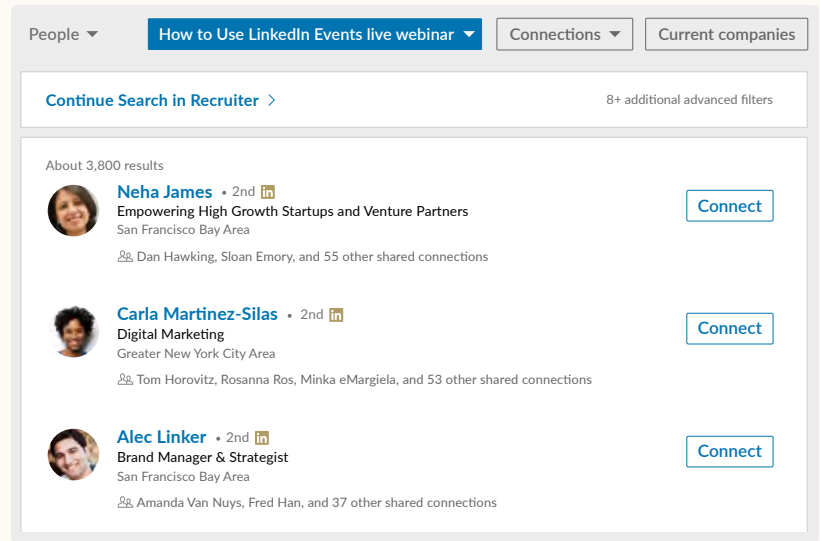 People
How to Use LinkedIn Events live webinar
Connections
Current companies
Continue Search in Recruiter
8+ additional advanced filters
About 3,800 results
Neha James • 2nd in
Empowering High Growth Startups and Venture Partners
San Francisco Bay Area
Dan Hawking, Sloan Emory, and 55 other shared connections
Connect
Carla Martinez-Silas • 2nd in
Digital Marketing
Greater New York City Area
Tom Horovitz, Rosanna Ros, Minka eMargiela, and 53 other shared connections
Connect
Alec Linker • 2nd in
Brand Manager & Strategist
San Francisco Bay Area
Amanda Van Nuys, Fred Han, and 37 other shared connections
Connect